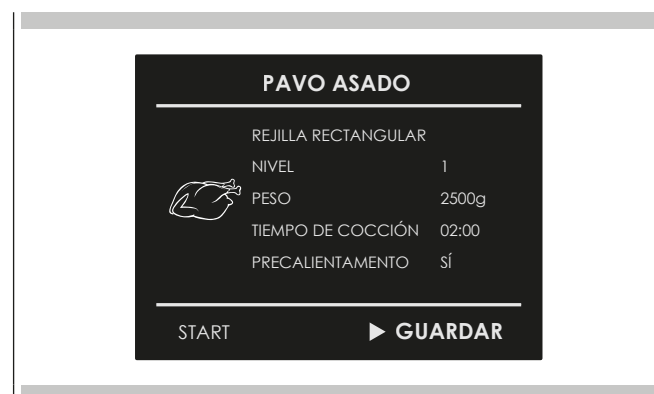 PAVO ASADO
REJILLA RECTANGULAR
NIVEL 1
PESO 2500g
TIEMPO DE COCCIÓN 02:00
PRECALIENTAMENTO SÍ
START ▶ GUARDAR